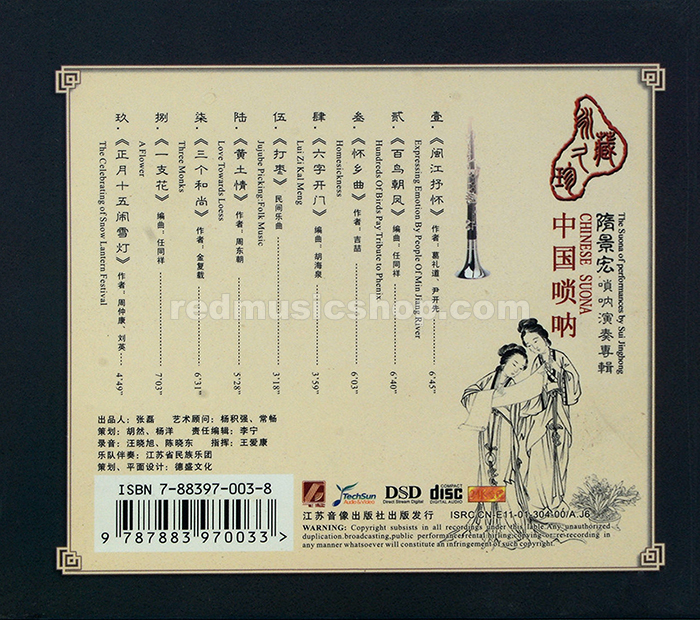 藏
之
珍
中国唢呐
CHINESE SUONA
隋景宏 唢呐演奏專輯
The Suona of performances by Sui Jinghong
壹·《闽江抒怀》 作者：葛礼道、尹开先 6'45"
Expressing Emotion By People Of Min Jiang River
贰·《百鸟朝凤》 编曲：任同祥 6'40"
Hundreds Of Birds Pay Tribute to Phenix
叁·《怀乡曲》 作者：吉喆 6'03"
Homesickness
肆·《六字开门》 编曲：胡海泉 3'59"
Lui Zi Kal Meng
伍·《打枣》 民间乐曲 3'18"
Jujube Picking:Folk Music
陆·《黄土情》 作者：周东朝 5'28"
Love Towards Loess
柒·《三个和尚》 作者：金复载 6'31"
Three Monks
捌·《一支花》 编曲：任同祥 7'03"
A Flower
玖·《正月十五闹雪灯》 作者：周仲康、刘英 4'49"
The Celebrating of Snow Lantern Festival
redmusicshop.com
出品人：张磊 艺术顾问：杨积强、常畅
策划：胡然、杨洋 责任编辑：李宁
录音：汪晓旭、陈晓东 指挥：王爱康
乐队伴奏：江苏省民族乐团
策划、平面设计：德盛文化
ISBN 7-88397-003-8
9 787883 970033 >
TechSun
Audio & video
DSD
Direct Stream Digital
COMPACT
disc
DIGITAL AUDIO
江苏音像出版社出版发行 ISRC CN-E11-01-304-00/A.J6
WARNING: Copyright subsists in all recordings under this lable.Any unauthorized
duplication.broadcasting,public performance,rental hirling,copying or re-recording in
any manner whatsoever will constitute an infringement of such copyright.